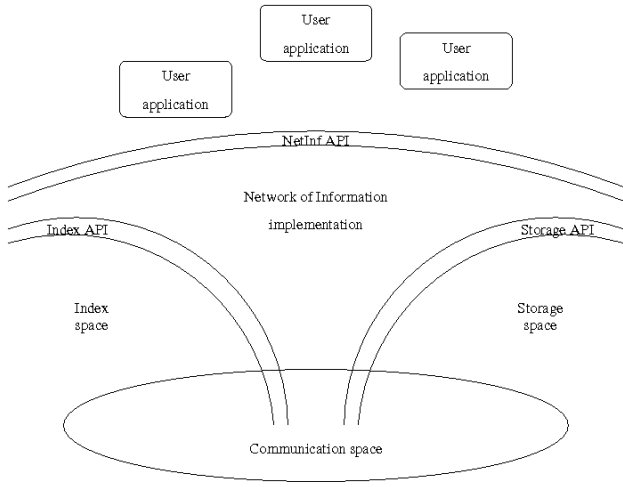 User
application
User
application
User
application
NetInf API
Network of Information
implementation
Index API
Storage API
Index
space
Storage
space
Communication space